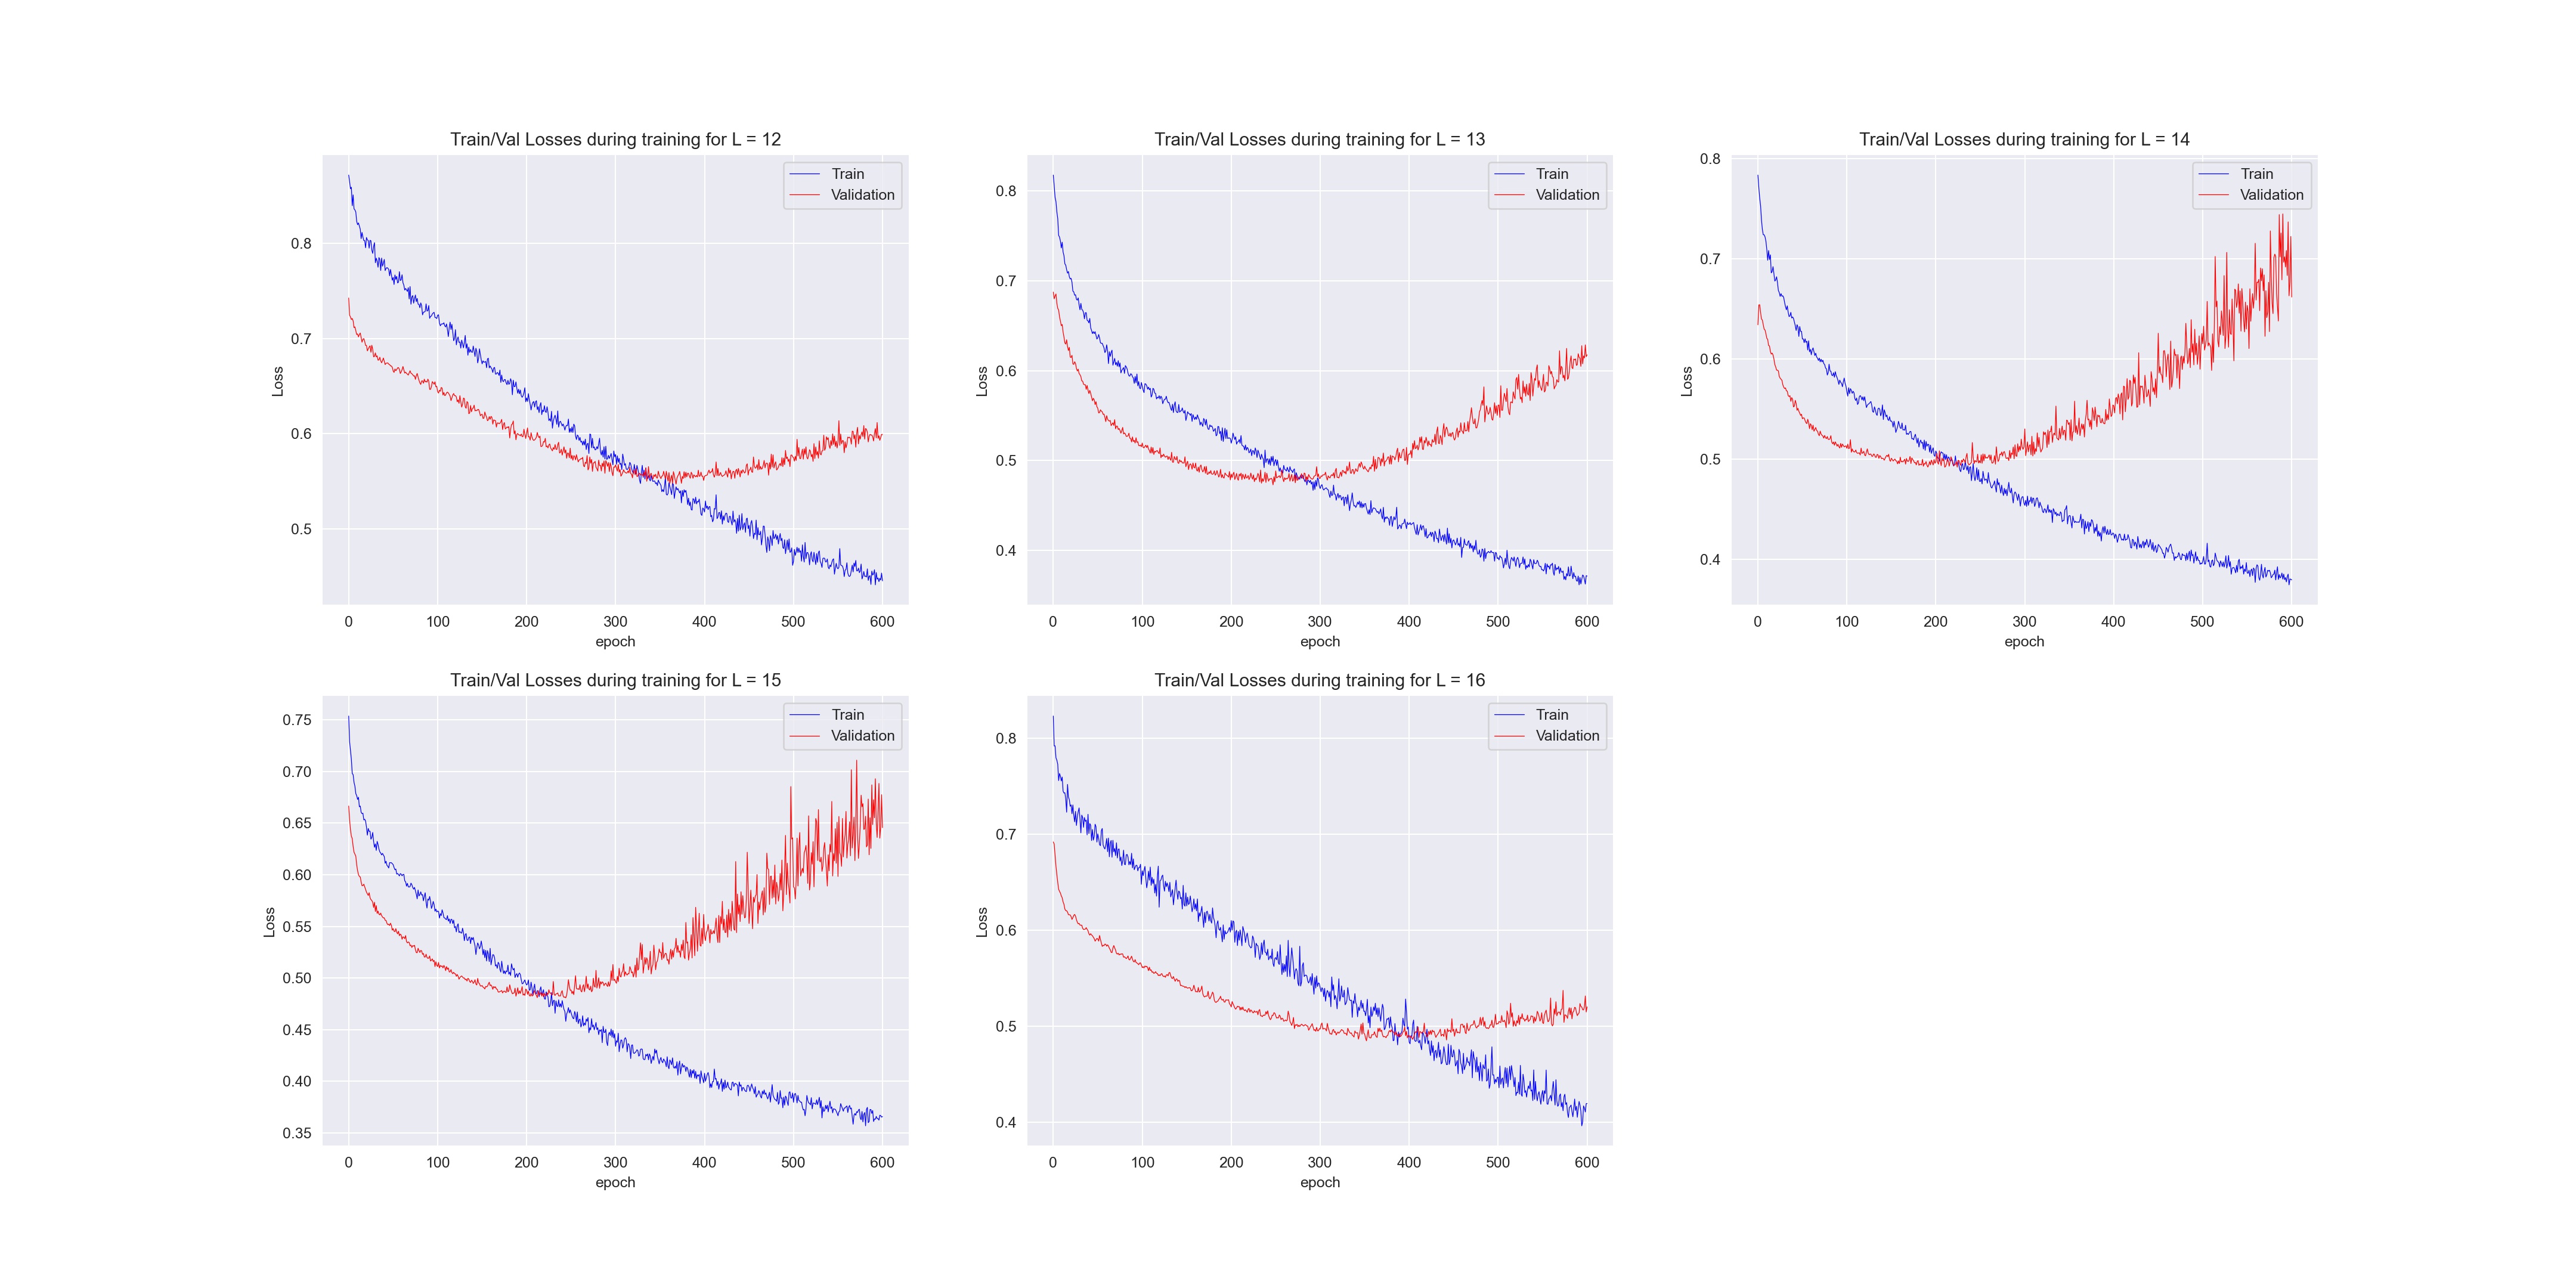 Train/Val Losses during training for L = 12
Train
Validation
0.8
0.7
0.6
0.5
Loss
0 100 200 300 400 500 600
epoch
Train/Val Losses during training for L = 13
Train
Validation
0.8
0.7
0.6
0.5
0.4
Loss
0 100 200 300 400 500 600
epoch
Train/Val Losses during training for L = 14
Train
Validation
0.8
0.7
0.6
0.5
0.4
Loss
0 100 200 300 400 500 600
epoch
Train/Val Losses during training for L = 15
Train
Validation
0.75
0.70
0.65
0.60
0.55
0.50
0.45
0.40
0.35
Loss
0 100 200 300 400 500 600
epoch
Train/Val Losses during training for L = 16
Train
Validation
0.8
0.7
0.6
0.5
0.4
Loss
0 100 200 300 400 500 600
epoch